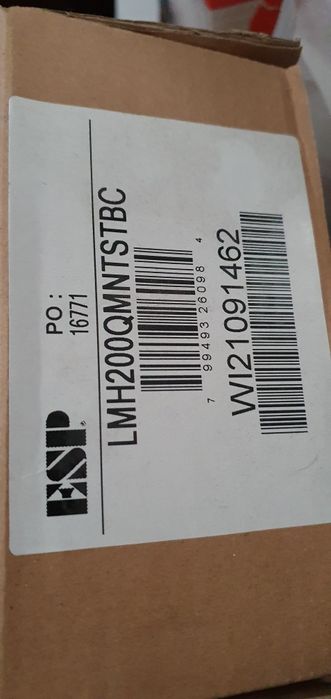 ESP®
PO:
16771
LMH200QMNTSTBC
7 99493 26098 4
WI21091462